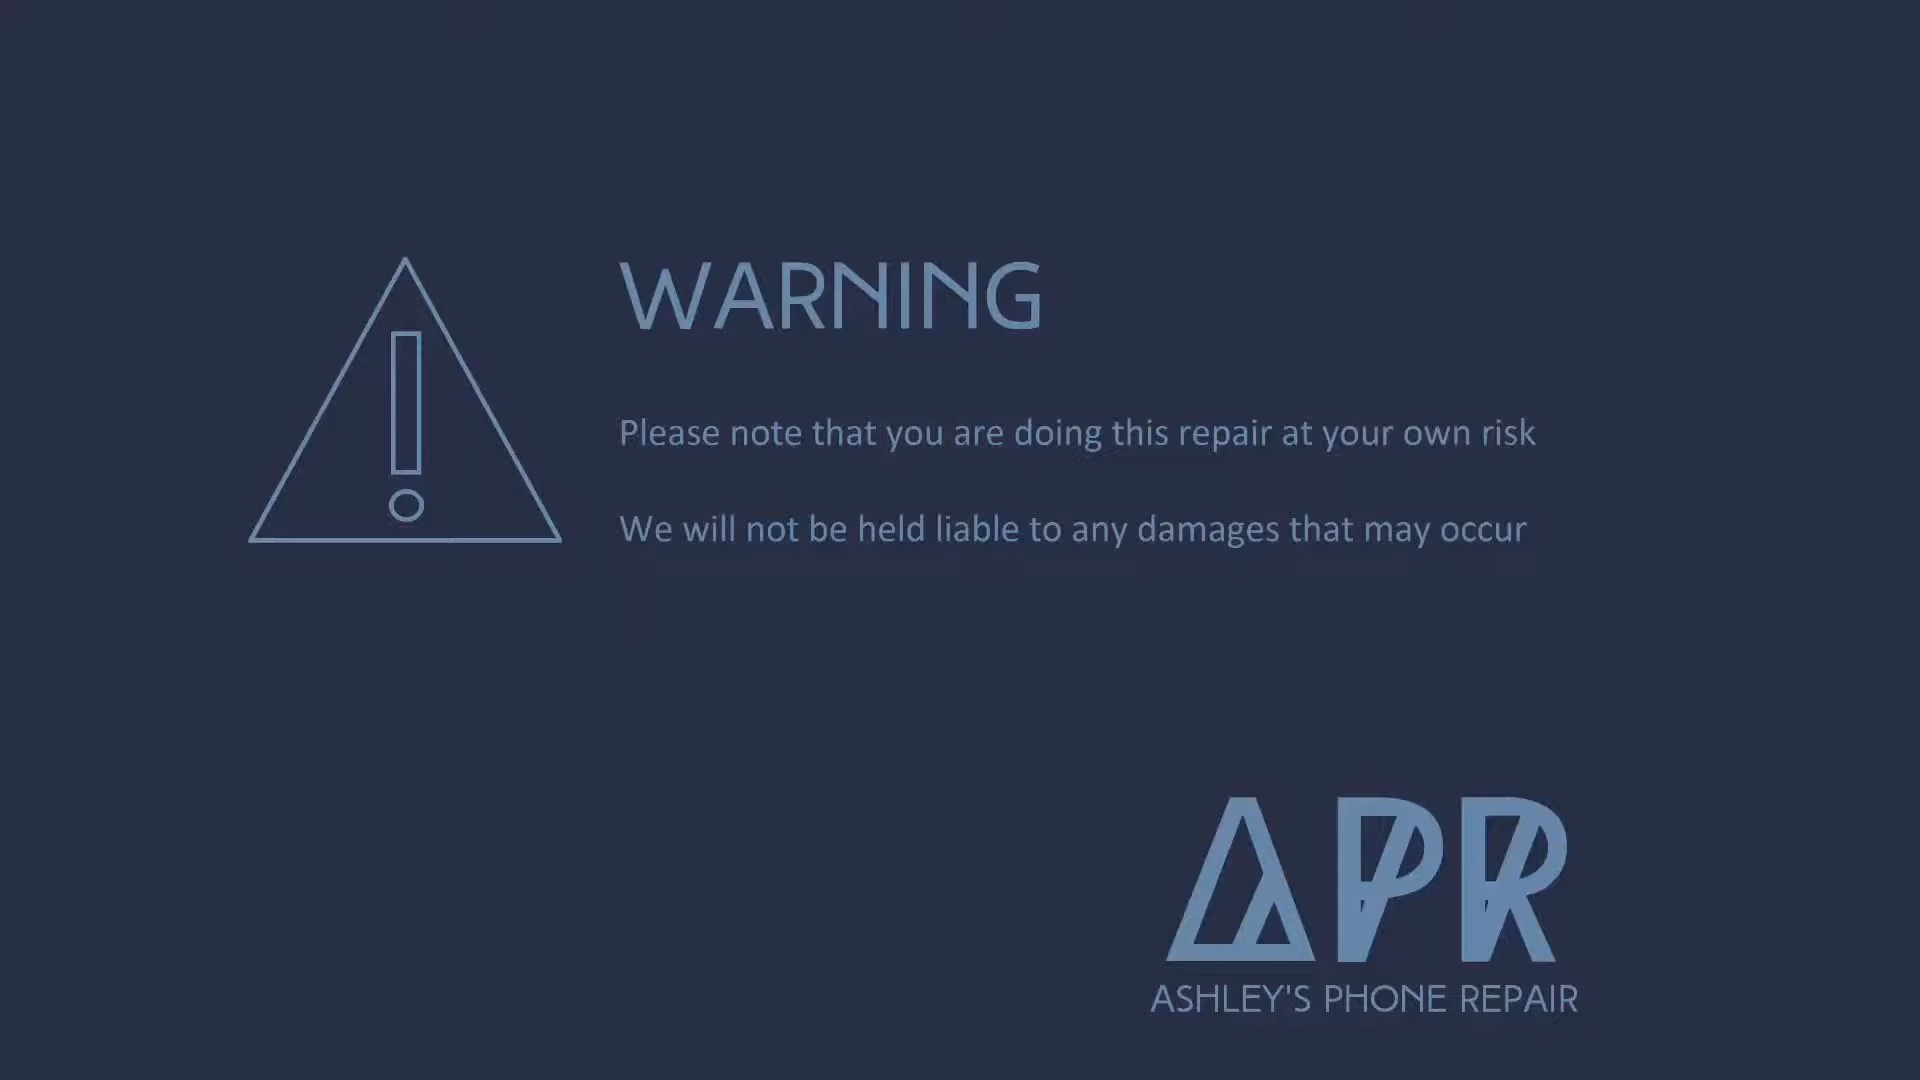 WARNING
Please note that you are doing this repair at your own risk
We will not be held liable to any damages that may occur
APR
ASHLEY'S PHONE REPAIR